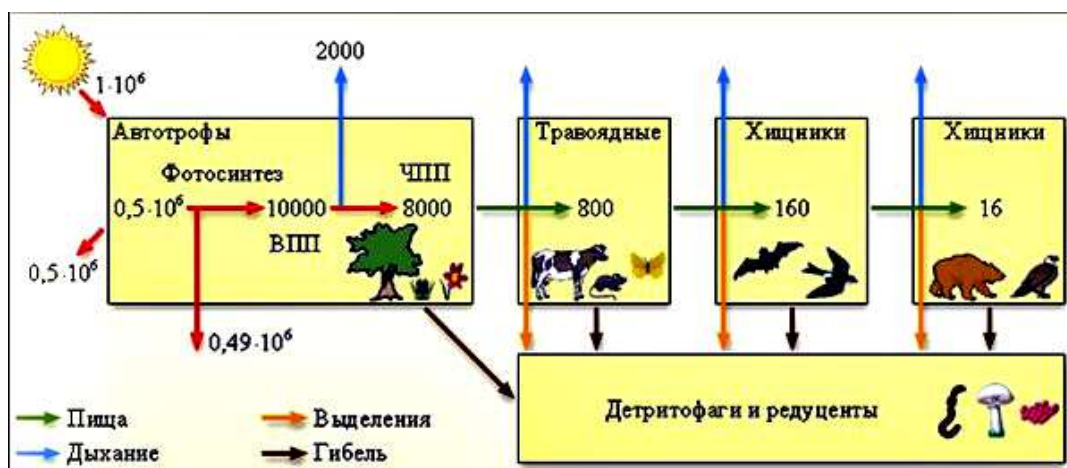 2000
1·10⁶
Автотрофы
Травоядные
Хищники
Хищники
Фотосинтез
ЧПП
0,5·10⁶
10000
8000
800
160
16
ВПП
0,5·10⁶
0,49·10⁶
Детритофаги и редуценты
Пища
Выделения
Дыхание
Гибель